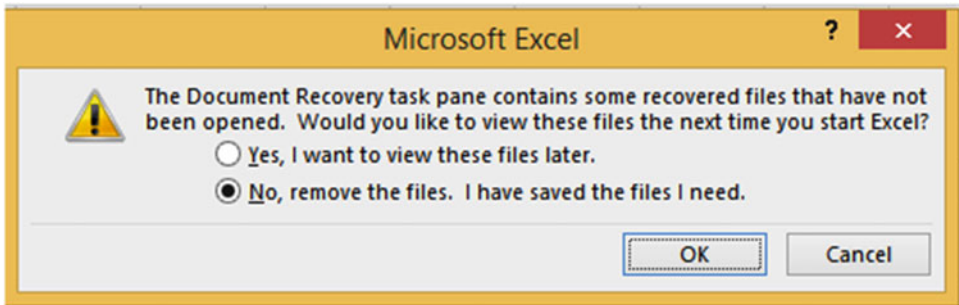 Microsoft Excel
?
The Document Recovery task pane contains some recovered files that have not
been opened. Would you like to view these files the next time you start Excel?
Yes, I want to view these files later.
No, remove the files. I have saved the files I need.
OK
Cancel